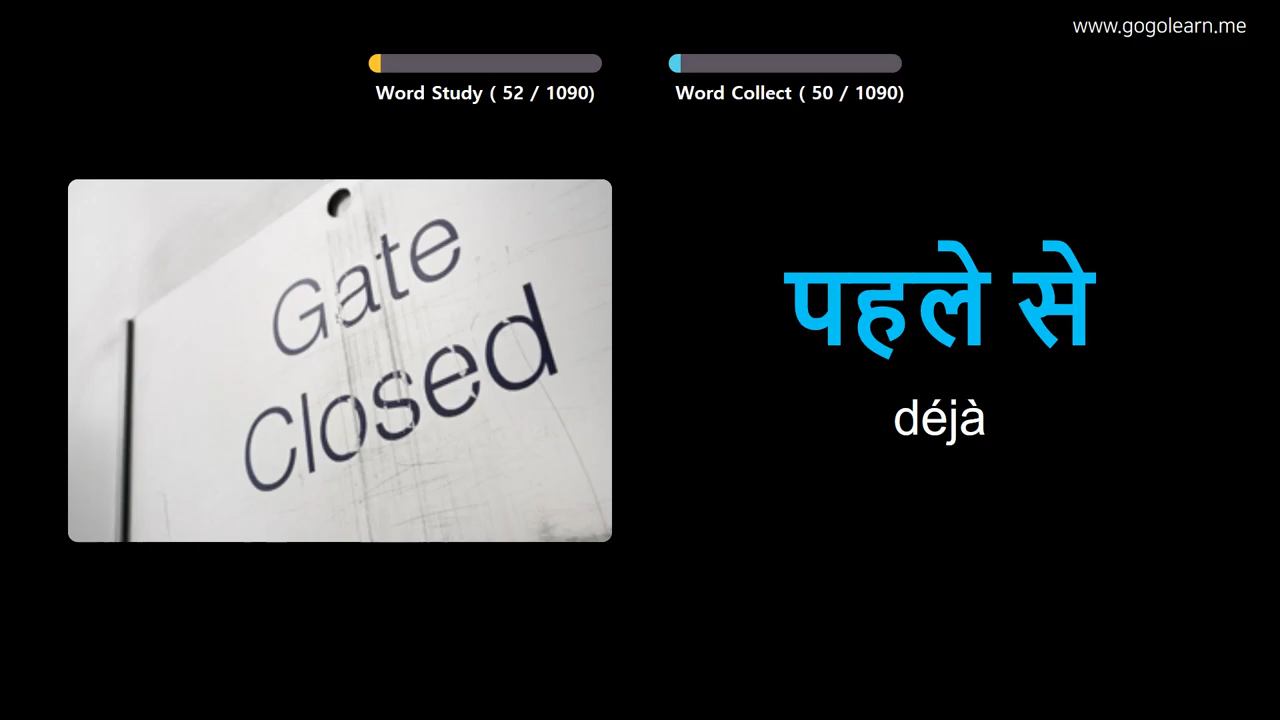 www.gogolearn.me
Word Study ( 52 / 1090)
Word Collect ( 50 / 1090)
Gate
Closed
पहले से
déjà